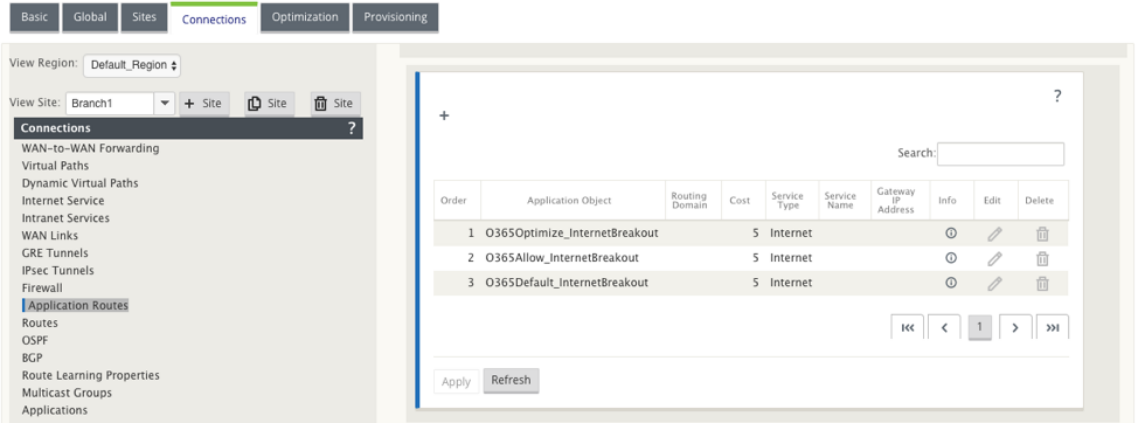 Basic Global Sites Connections Optimization Provisioning
View Region: Default_Region
View Site: Branch1 + Site Site Site
Connections ?
WAN-to-WAN Forwarding
Virtual Paths
Dynamic Virtual Paths
Internet Service
Intranet Services
WAN Links
GRE Tunnels
IPsec Tunnels
Firewall
Application Routes
Routes
OSPF
BGP
Route Learning Properties
Multicast Groups
Applications
?
+
Search:
Order Application Object Routing Domain Cost Service Type Service Name Gateway IP Address Info Edit Delete
1 O365Optimize_InternetBreakout 5 Internet
2 O365Allow_InternetBreakout 5 Internet
3 O365Default_InternetBreakout 5 Internet
1
Apply Refresh